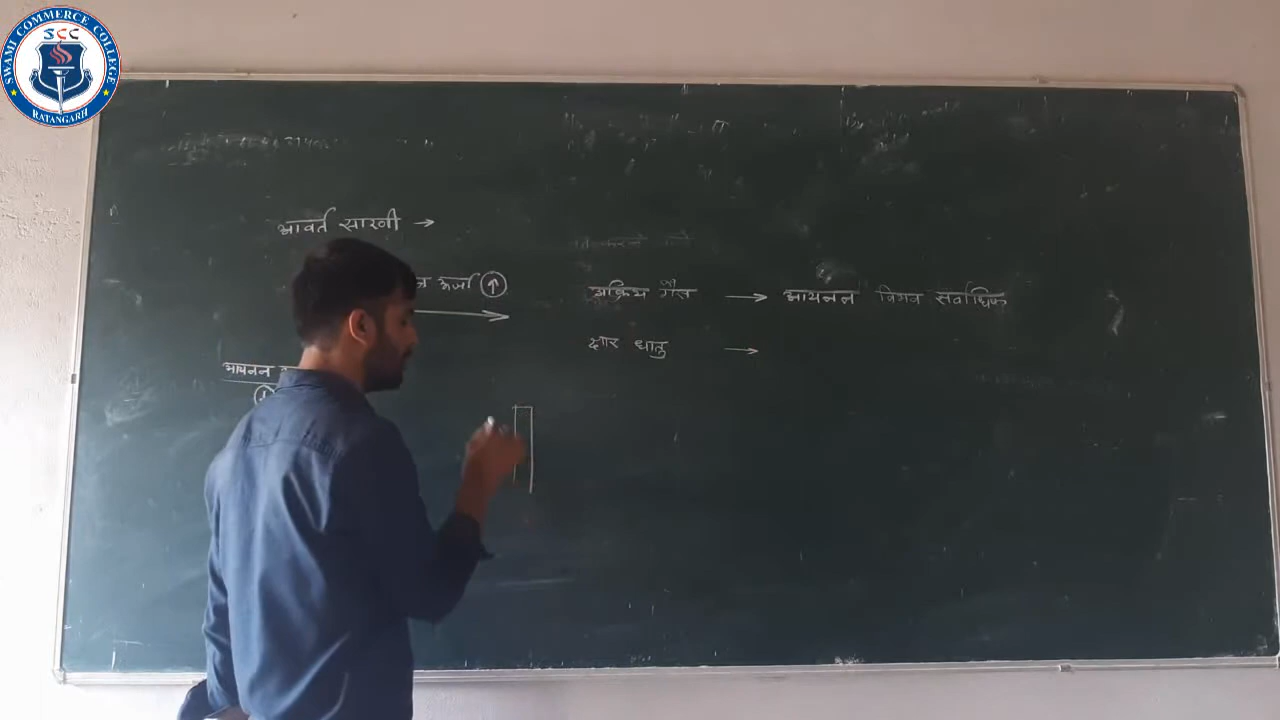 SWAMI COMMERCE COLLEGE
SCC
RATANGARH
आवर्त सारणी →
ऊर्जा ↑
आयनन
अक्रिय गैस → आयनन विभव सर्वाधिक
क्षार धातु →